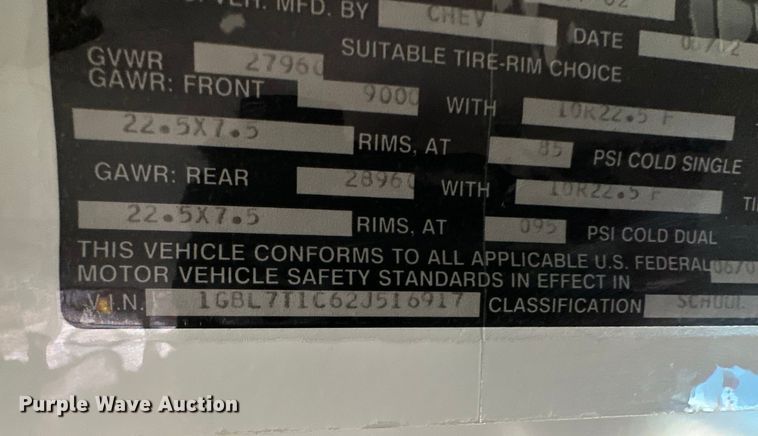 VEH. MFD. BY CHEV DATE
SUITABLE TIRE-RIM CHOICE
GVWR 27960
GAWR: FRONT 9000 WITH 10R22.5 F
22.5X7.5 RIMS, AT 85 PSI COLD SINGLE
GAWR: REAR 28960 WITH 10R22.5 F
22.5X7.5 RIMS, AT 095 PSI COLD DUAL
THIS VEHICLE CONFORMS TO ALL APPLICABLE U.S. FEDERAL
MOTOR VEHICLE SAFETY STANDARDS IN EFFECT IN
V.I.N. 1GBL7T1C62J516917 CLASSIFICATION SCHOOL
Purple Wave Auction